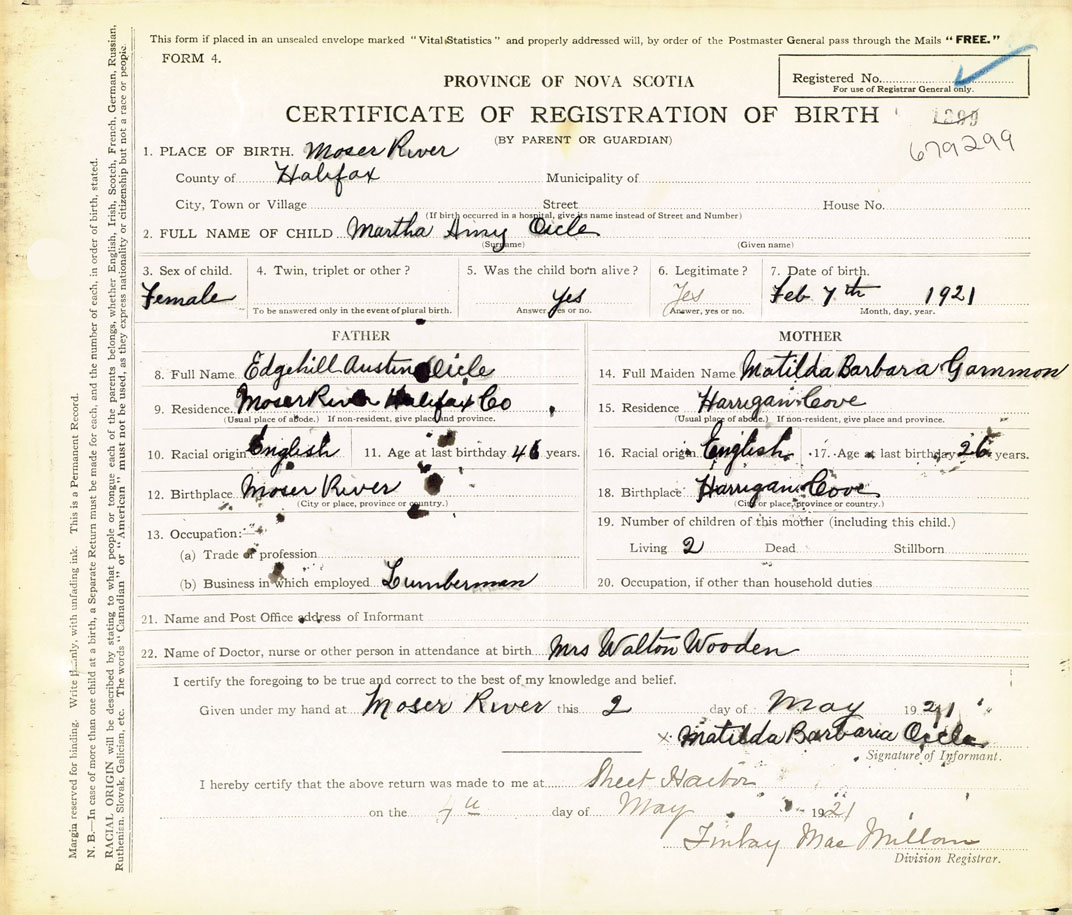 This form if placed in an unsealed envelope marked "Vital Statistics" and properly addressed will, by order of the Postmaster General pass through the Mails "FREE."
FORM 4.
PROVINCE OF NOVA SCOTIA
Registered No.
For use of Registrar General only.
CERTIFICATE OF REGISTRATION OF BIRTH
1299
679299
(BY PARENT OR GUARDIAN)
1. PLACE OF BIRTH. Moser River
County of Halifax Municipality of
City, Town or Village Street House No.
(If birth occurred in a hospital, give its name instead of Street and Number)
2. FULL NAME OF CHILD Martha Amy Oicle
(Surname) (Given name)
3. Sex of child. 4. Twin, triplet or other? 5. Was the child born alive? 6. Legitimate? 7. Date of birth.
Female Yes Yes Feb 7th 1921
To be answered only in the event of plural birth. Answer yes or no. Answer, yes or no. Month, day, year.
FATHER MOTHER
8. Full Name Edgehill Austin Oicle 14. Full Maiden Name Matilda Barbara Gammon
9. Residence Moser River Halifax Co 15. Residence Harrigan Cove
(Usual place of abode.) If non-resident, give place and province. (Usual place of abode.) If non-resident, give place and province.
10. Racial origin English 11. Age at last birthday 46 years. 16. Racial origin English 17. Age at last birthday 26 years.
12. Birthplace Moser River 18. Birthplace Harrigan Cove
(City or place, province or country.) (City or place, province or country.)
13. Occupation:— 19. Number of children of this mother (including this child.)
(a) Trade or profession Living 2 Dead Stillborn
(b) Business in which employed Lumberman 20. Occupation, if other than household duties
21. Name and Post Office address of Informant
22. Name of Doctor, nurse or other person in attendance at birth Mrs Walton Wooden
I certify the foregoing to be true and correct to the best of my knowledge and belief.
Given under my hand at Moser River this 2 day of May 1921
x Matilda Barbaria Oicle
Signature of Informant.
I hereby certify that the above return was made to me at Sheet Harbor
on the day of May 1921
Finlay MacMillan
Division Registrar.
Margin reserved for binding. Write plainly, with unfading ink. This is a Permanent Record.
N. B.—In case of more than one child at a birth, a Separate Return must be made for each, and the number of each, in order of birth, stated.
RACIAL ORIGIN will be described by stating to what people or tongue each of the parents belongs, whether English, Irish, Scotch, French, German, Russian,
Ruthenian, Slovak, Galician, etc. The words "Canadian" or "American" must not be used, as they express nationality or citizenship but not a race or people.